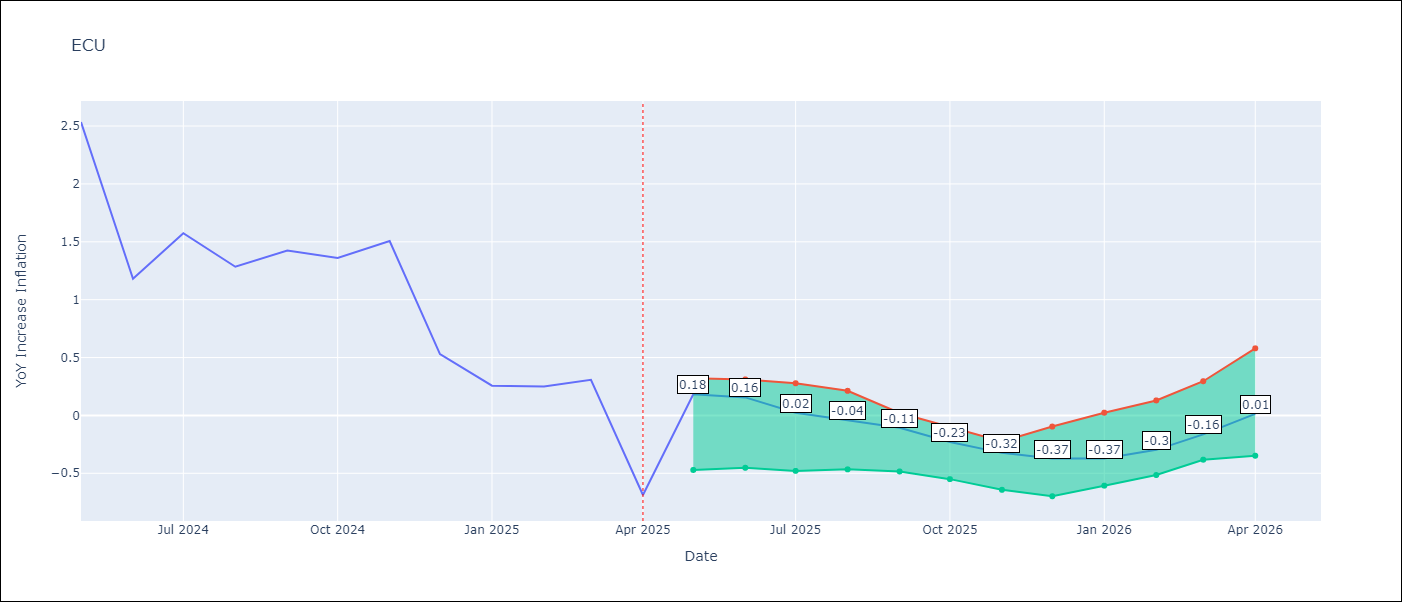 ECU
2.5
2
1.5
1
0.5
0
−0.5
YoY Increase Inflation
0.18
0.16
0.02
-0.04
-0.11
-0.23
-0.32
-0.37
-0.37
-0.3
-0.16
0.01
Jul 2024
Oct 2024
Jan 2025
Apr 2025
Jul 2025
Oct 2025
Jan 2026
Apr 2026
Date